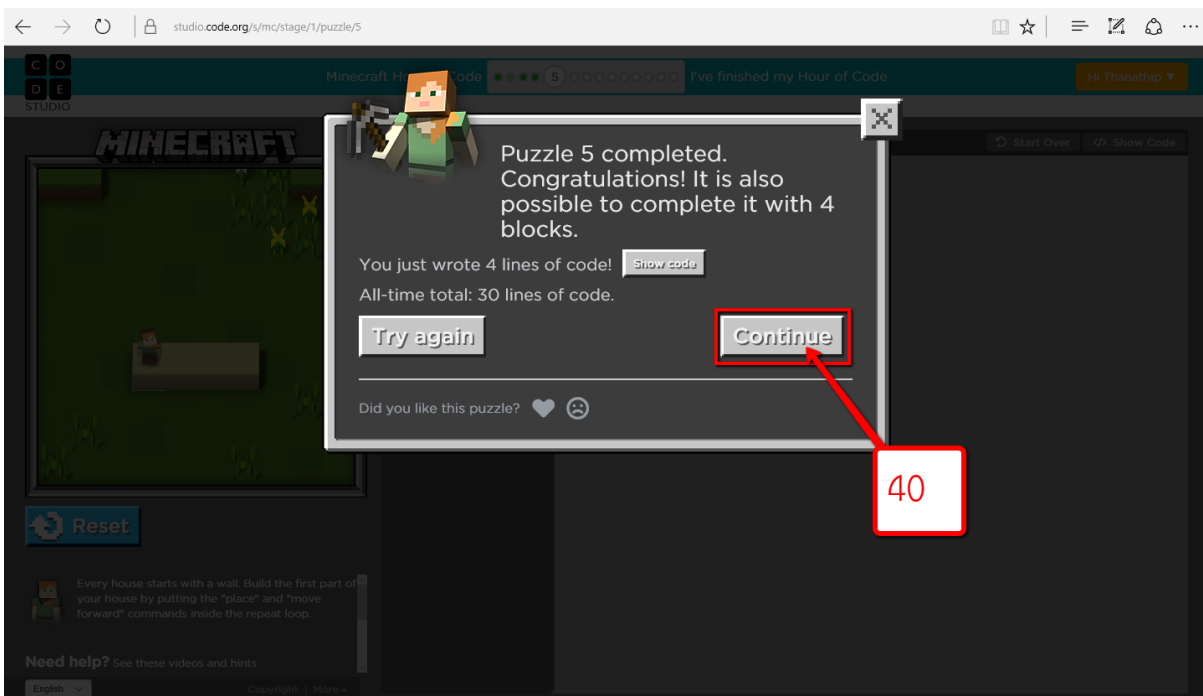 studio.code.org/s/mc/stage/1/puzzle/5
CO
DE
STUDIO
Minecraft Ho Code 5 I've finished my Hour of Code
Hi Thanathip ▼
MINECRAFT
Start Over </> Show Code
Puzzle 5 completed.
Congratulations! It is also
possible to complete it with 4
blocks.
You just wrote 4 lines of code! Show code
All-time total: 30 lines of code.
Try again Continue
Did you like this puzzle?
40
Reset
Every house starts with a wall. Build the first part of
your house by putting the "place" and "move
forward" commands inside the repeat loop.
Need help? See these videos and hints
English Copyright | More